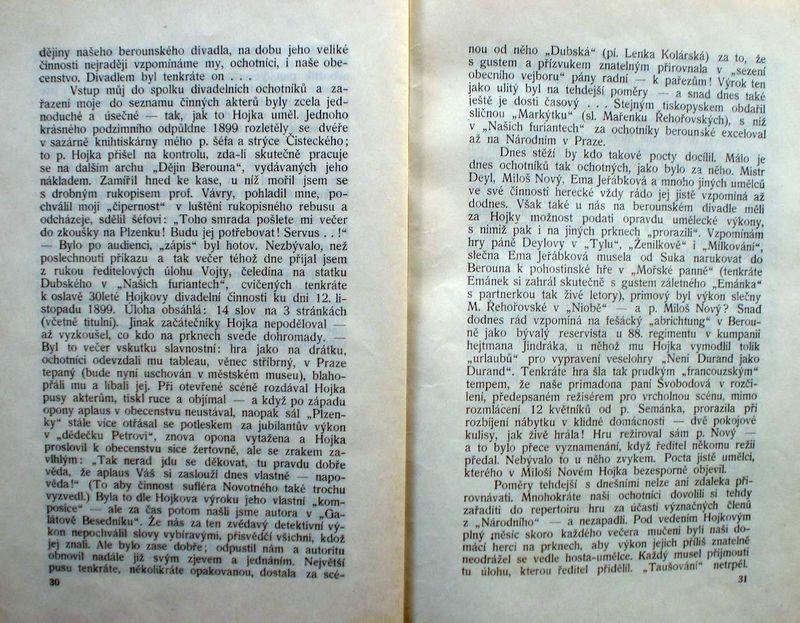 dějiny našeho berounského divadla, na dobu jeho veliké
činnosti nejraději vzpomínáme my, ochotníci, i naše obe-
censtvo. Divadlem byl tenkráte on . . .
Vstup můj do spolku divadelních ochotníků a za-
řazení moje do seznamu činných akterů byly zcela jed-
noduché a úsečné — tak, jak to Hojka uměl. Jednoho
krásného podzimního odpůldne 1899 rozletěly se dvéře
v sazárně knihtiskárny mého p. šéfa a strýce Čisteckého;
to p. Hojka přišel na kontrolu, zda-li skutečně pracuje
se na dalším archu „Dějin Berouna“, vydávaných jeho
nákladem. Zamířil hned ke kase, u níž mořil jsem se
s drobným rukopisem prof. Vávry, pohladil mne, po-
chválil moji „čipernost“ v luštění rukopisného rebusu a
odcházeje, sdělil šéfovi: „Toho smrada pošlete mi večer
do zkoušky na Plzenku! Budu jej potřebovat! Servus . .!“
— Bylo po audienci, „zápis“ byl hotov. Nezbývalo, než
poslechnouti příkazu a tak večer téhož dne přijal jsem
z rukou ředitelových úlohu Vojty, čeledína na statku
Dubského v „Našich furiantech“, cvičených tenkráte
k oslavě 30leté Hojkovy divadelní činnosti ku dni 12. li-
stopadu 1899. Úloha obsáhlá: 14 slov na 3 stránkách
(včetně titulní). Jinak začátečníky Hojka nepoděloval —
až vyzkoušel, co kdo na prknech svede dohromady. —
Byl to večer vskutku slavnostní: hra jako na drátku,
ochotníci odevzdali mu tableau, věnec stříbrný, v Praze
tepaný (bude nyní uschován v městském museu), blaho-
přáli mu a líbali jej. Při otevřené scéně rozdával Hojka
pusy akterům, tiskl ruce a objímal — a když po západu
opony aplaus v obecenstvu neustával, naopak sál „Plzen-
ky“ stále více otřásal se potleskem za jubilantův výkon
v „dědečku Petrovi“, znova opona vytažena a Hojka
proslovil k obecenstvu sice žertovně, ale se zrakem za-
vlhlým: „Tak nerad jdu se děkovat, tu pravdu dobře
věda, že aplaus Váš si zaslouží dnes vlastně — napo-
věda!“ (To aby činnost sufléra Novotného také trochu
vyzvedl.) Byla to dle Hojkova výroku jeho vlastní „kom-
posice“ — ale za čas potom našli jsme autora v „Ga-
látově Besedníku“. Že nás za ten zvědavý detektivní vý-
kon nepochválil slovy vybíravými, přisvědčí všichni, kdož
jej znali. Ale bylo zase dobře; odpustil nám a autoritu
obnovil nadále již svým zjevem a jednáním. Největší
pusu tenkráte, několikráte opakovanou, dostala za scé-
30
nou od něho „Dubská“ (pí. Lenka Kolárská) za to, že
s gustem a přízvukem znatelným přirovnala v „sezení
obecního vejboru“ pány radní — k pařezům! Výrok ten
jako ulitý byl na tehdejší poměry — a snad dnes také
ještě je dosti časový . . . Stejným tiskopyskem obdařil
sličnou „Markýtku“ (sl. Mařenku Řehořovských), s níž
v „Našich furiantech“ za ochotníky berounské exceloval
až na Národním v Praze.
Dnes stěží by kdo takové pocty docílil. Málo je
dnes ochotníků tak ochotných, jako bylo za něho. Mistr
Deyl, Miloš Nový, Ema Jeřábková a mnoho jiných umělců
ve své činnosti herecké vždy rádo jej jistě vzpomíná až
dodnes. Však také u nás na berounském divadle měli
za Hojky možnost podati opravdu umělecké výkony,
s nimiž pak i na jiných prknech „prorazili“. Vzpomínám
hry páně Deylovy v „Tylu“, „Ženilkově“ i „Milkování“,
slečna Ema Jeřábková musela od Suka narukovat do
Berouna k pohostinské hře v „Mořské panně“ (tenkráte
Emánek si zahrál skutečně s gustem záletného „Emánka“
s partnerkou tak živé letory), primový byl výkon slečny
M. Řehořovské v „Niobě“ — a p. Miloš Nový? Snad
dodnes rád vzpomíná na fešácký „abrichtung“ v Berou-
ně jako bývalý reservista u 88. regimentu v kumpanii
hejtmana Jindráka, u něhož mu Hojka vymodlil tolik
„urlaubů“ pro vypravení veselohry „Není Durand jako
Durand“. Tenkráte hra šla tak prudkým „francouzským“
tempem, že naše primadona paní Svobodová v rozčí-
lení, předepsaném režisérem pro vrcholnou scénu, mimo
rozmlácení 12 květníků od p. Semánka, prorazila při
rozbíjení nábytku v klidné domácnosti — dvě pokojové
kulisy, jak živě hrála! Hru režiroval sám p. Nový —
a to bylo přece vyznamenání, když ředitel někomu režii
předal. Nebývalo to u něho zvykem. Pocta jistě umělci,
kterého v Miloši Novém Hojka bezesporně objevil.
Poměry tehdejší s dnešními nelze ani zdaleka při-
rovnávati. Mnohokráte naši ochotníci dovolili si tehdy
zařaditi do repertoiru hru za účasti význačných členů
z „Národního“ — a nezapadli. Pod vedením Hojkovým
plný měsíc skoro každého večera mučeni byli naši do-
mácí herci na prknech, aby výkon jejich příliš znatelně
neodrážel se vedle hosta-umělce. Každý musel přijmouti
tu úlohu, kterou ředitel přidělil. „Taušování“ netrpěl.
31